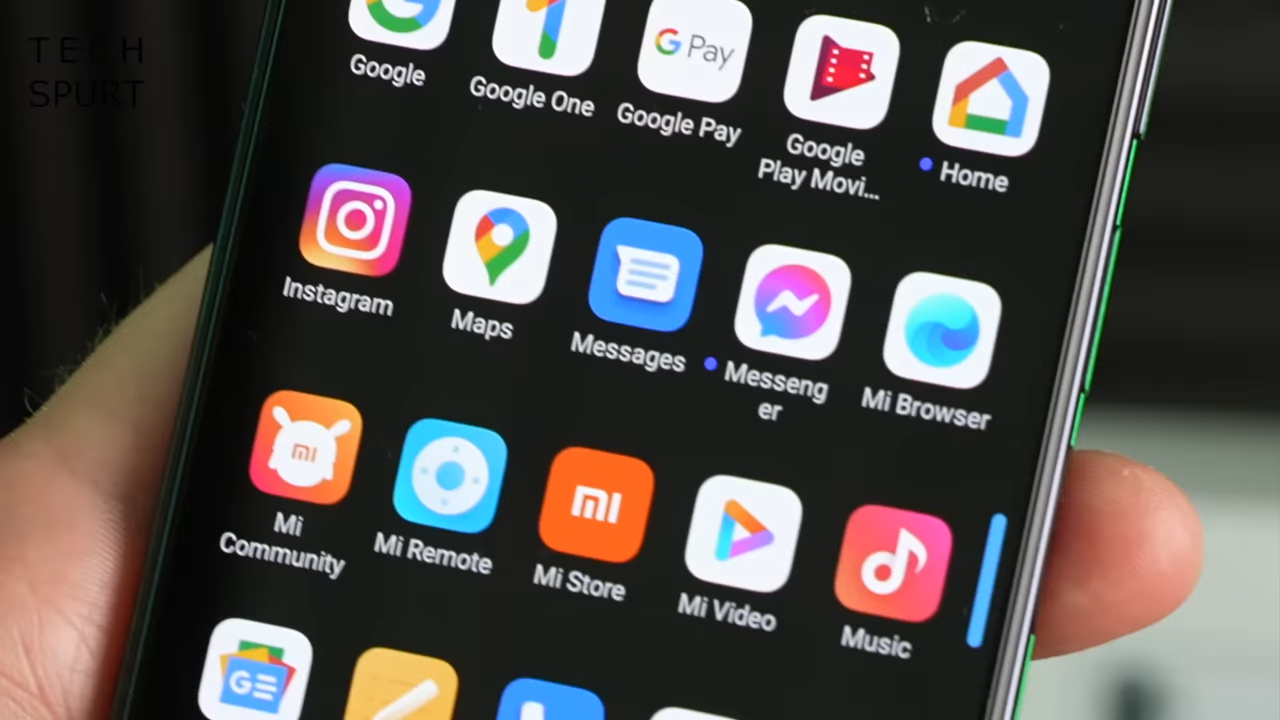 TECH
SPURT
G Pay
Google
Google One
Google Pay
Google
Play Movi...
Home
Instagram
Maps
Messages
Messeng
er
Mi Browser
mi
mi
Mi
Community
Mi Remote
Mi Store
Mi Video
Music
GE